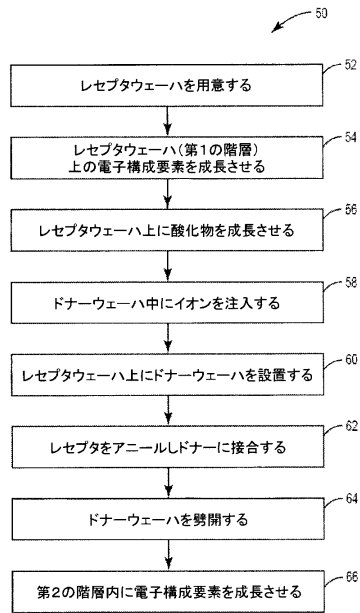 50
52
レセプタウェーハを用意する
54
レセプタウェーハ(第1の階層)
上の電子構成要素を成長させる
56
レセプタウェーハ上に酸化物を成長させる
58
ドナーウェーハ中にイオンを注入する
60
レセプタウェーハ上にドナーウェーハを設置する
62
レセプタをアニールしドナーに接合する
64
ドナーウェーハを劈開する
66
第2の階層内に電子構成要素を成長させる